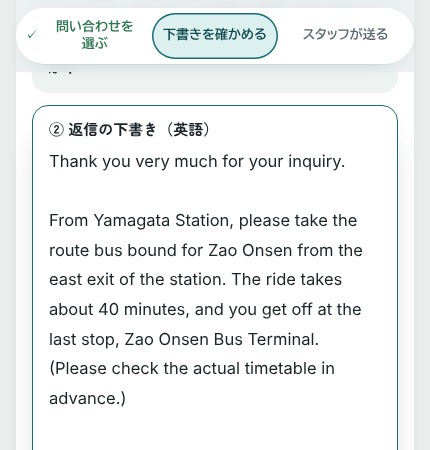 ✓ 問い合わせを
選ぶ
下書きを確かめる
スタッフが送る
② 返信の下書き（英語）
Thank you very much for your inquiry.
From Yamagata Station, please take the
route bus bound for Zao Onsen from the
east exit of the station. The ride takes
about 40 minutes, and you get off at the
last stop, Zao Onsen Bus Terminal.
(Please check the actual timetable in
advance.)